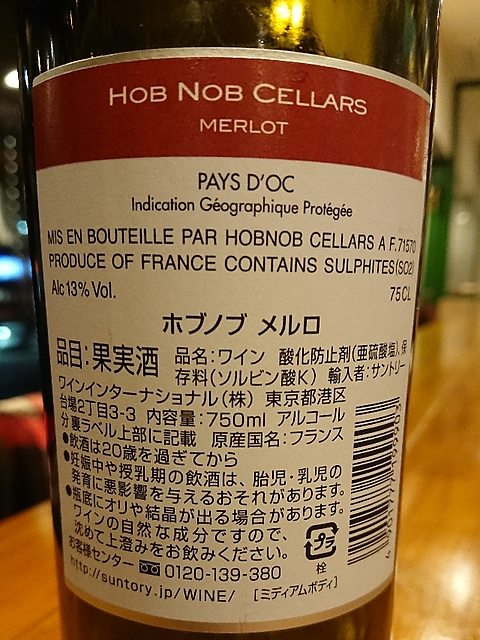 HOB NOB CELLARS
MERLOT
PAYS D'OC
Indication Géographique Protégée
MIS EN BOUTEILLE PAR HOBNOB CELLARS A F.71570
PRODUCE OF FRANCE CONTAINS SULPHITES(SO2)
Alc 13% Vol. 75CL
ホブノブ メルロ
品目:果実酒 品名:ワイン 酸化防止剤(亜硫酸塩)、保
存料(ソルビン酸K) 輸入者:サントリー
ワインインターナショナル(株) 東京都港区
台場2丁目3-3 内容量:750ml アルコール
分裏ラベル上部に記載 原産国名:フランス
●飲酒は20歳を過ぎてから
●妊娠中や授乳期の飲酒は、胎児・乳児の
発育に悪影響を与えるおそれがあります。
●瓶底にオリや結晶が出る場合があります。
ワインの自然な成分ですので、
沈めて上澄みをお飲みください。
お客様センター 0120-139-380
http://suntory.jp/WINE/ [ミディアムボディ]
プラ
栓